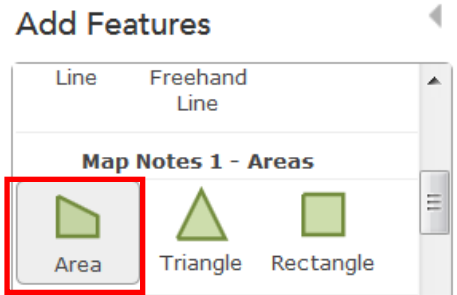 Add Features
Line Freehand
Line
Map Notes 1 - Areas
Area Triangle Rectangle